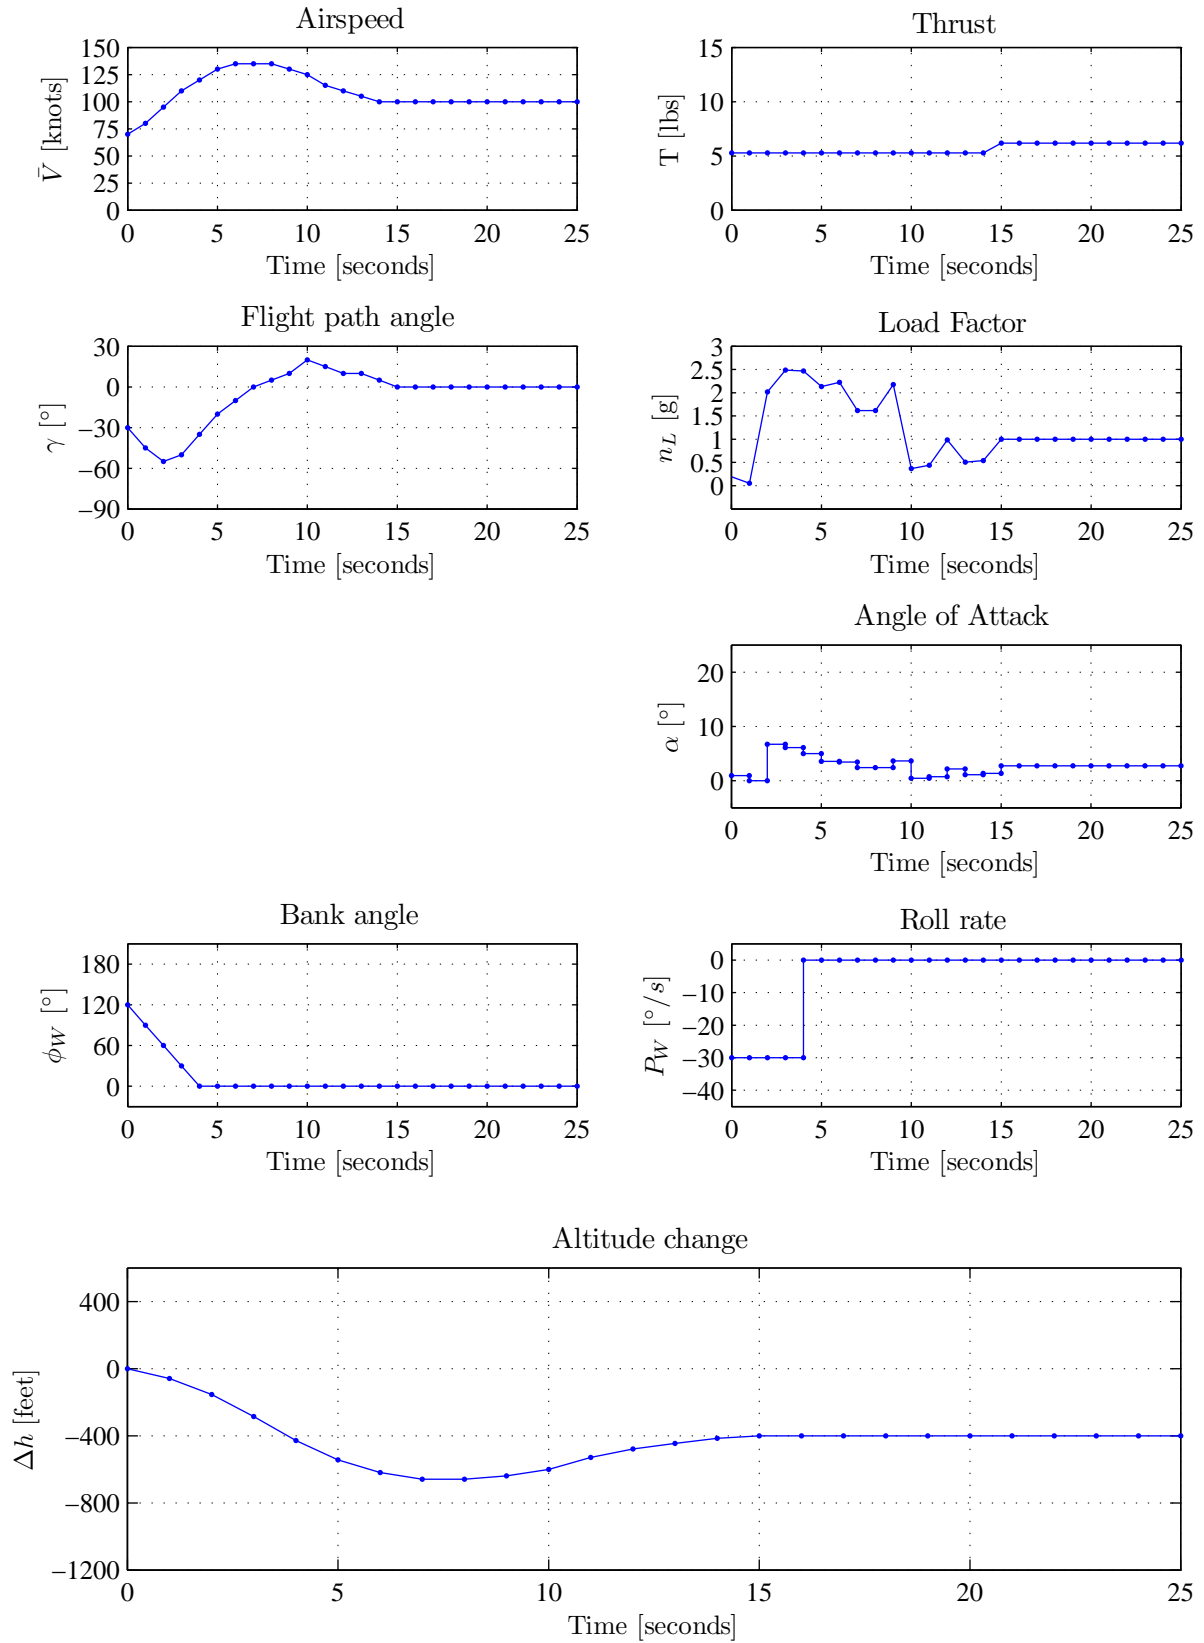 Airspeed
150
125
100
75
50
25
0
V̄ [knots]
0 5 10 15 20 25
Time [seconds]
Thrust
15
10
5
0
T [lbs]
0 5 10 15 20 25
Time [seconds]
Flight path angle
30
0
−30
−60
−90
γ [°]
0 5 10 15 20 25
Time [seconds]
Load Factor
3
2.5
2
1.5
1
0.5
0
n_L [g]
0 5 10 15 20 25
Time [seconds]
Angle of Attack
20
10
0
α [°]
0 5 10 15 20 25
Time [seconds]
Bank angle
180
120
60
0
ϕ_W [°]
0 5 10 15 20 25
Time [seconds]
Roll rate
0
−10
−20
−30
−40
P_W [°/s]
0 5 10 15 20 25
Time [seconds]
Altitude change
400
0
−400
−800
−1200
Δh [feet]
0 5 10 15 20 25
Time [seconds]